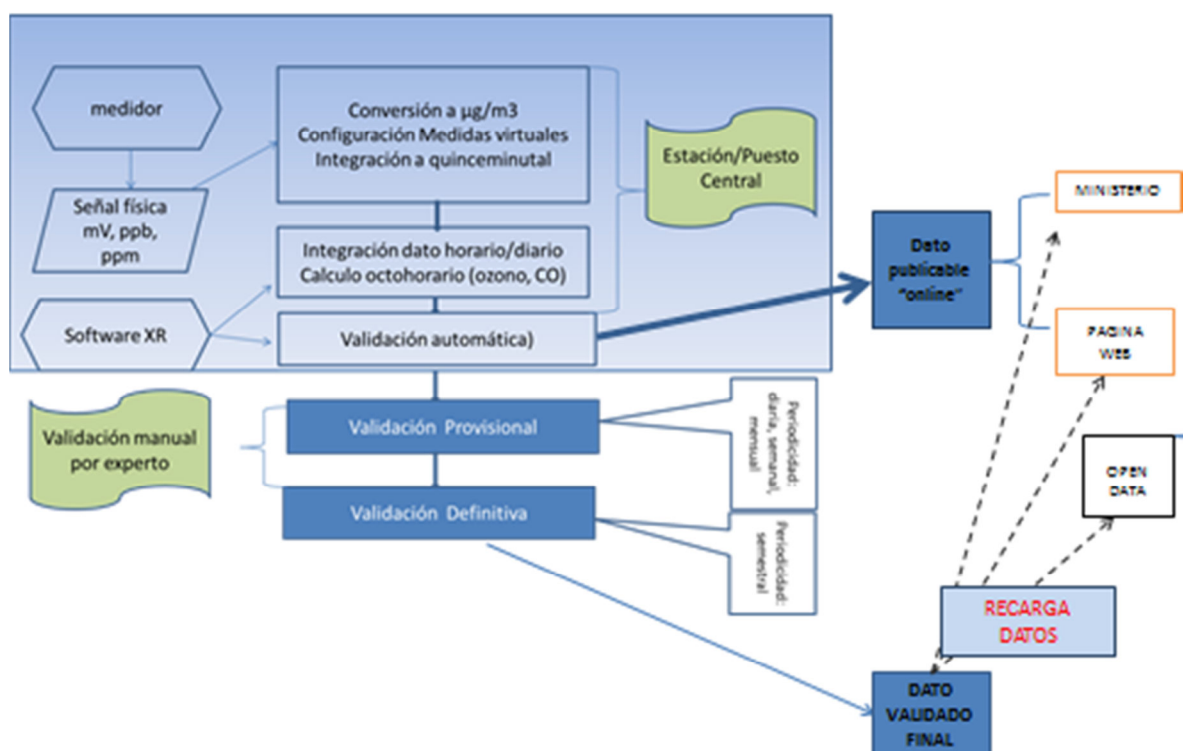 medidor
Señal física
mV, ppb,
ppm
Software XR
Conversión a µg/m3
Configuración Medidas virtuales
Integración a quinceminutal
Integración dato horario/diario
Calculo octohorario (ozono, CO)
Validación automática)
Estación/Puesto
Central
Dato
publicable
"online"
MINISTERIO
PAGINA
WEB
OPEN
DATA
Validación manual
por experto
Validación Provisional
Validación Definitiva
Periodicidad:
diaria, semanal,
mensual
Periodicidad:
semestral
RECARGA
DATOS
DATO
VALIDADO
FINAL